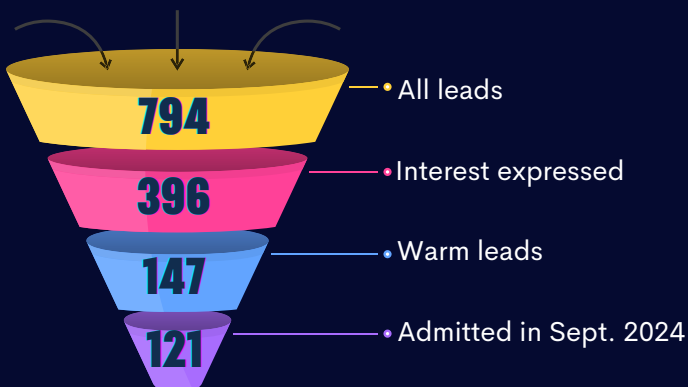 794
All leads
396
Interest expressed
147
Warm leads
121
Admitted in Sept. 2024